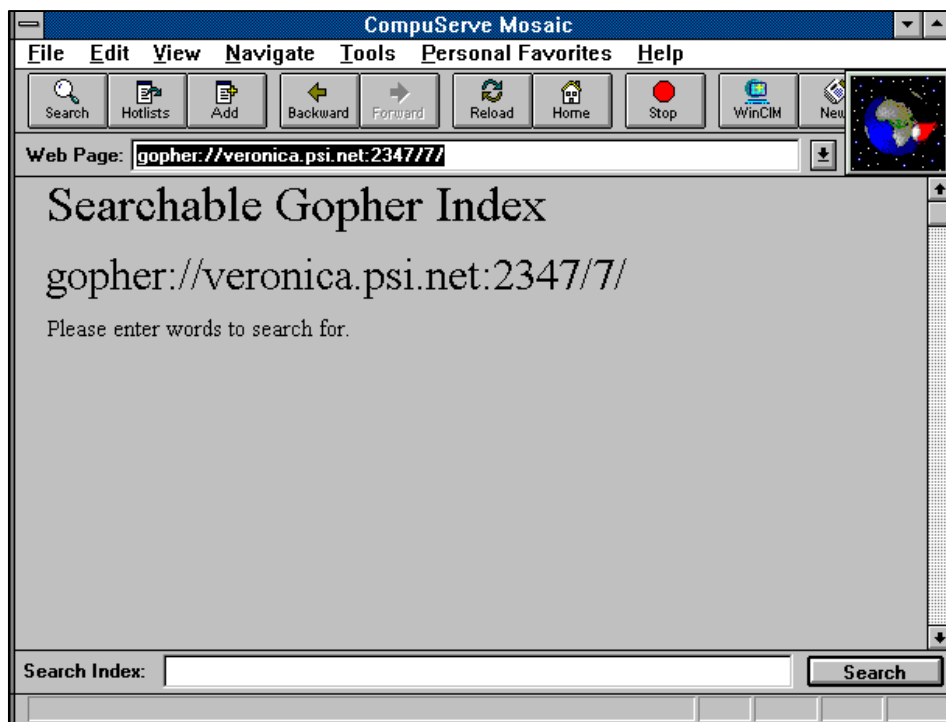 CompuServe Mosaic
File Edit View Navigate Tools Personal Favorites Help
Search Hotlists Add Backward Forward Reload Home Stop WinCIM New
Web Page: gopher://veronica.psi.net:2347/7/
Searchable Gopher Index
gopher://veronica.psi.net:2347/7/
Please enter words to search for.
Search Index: Search